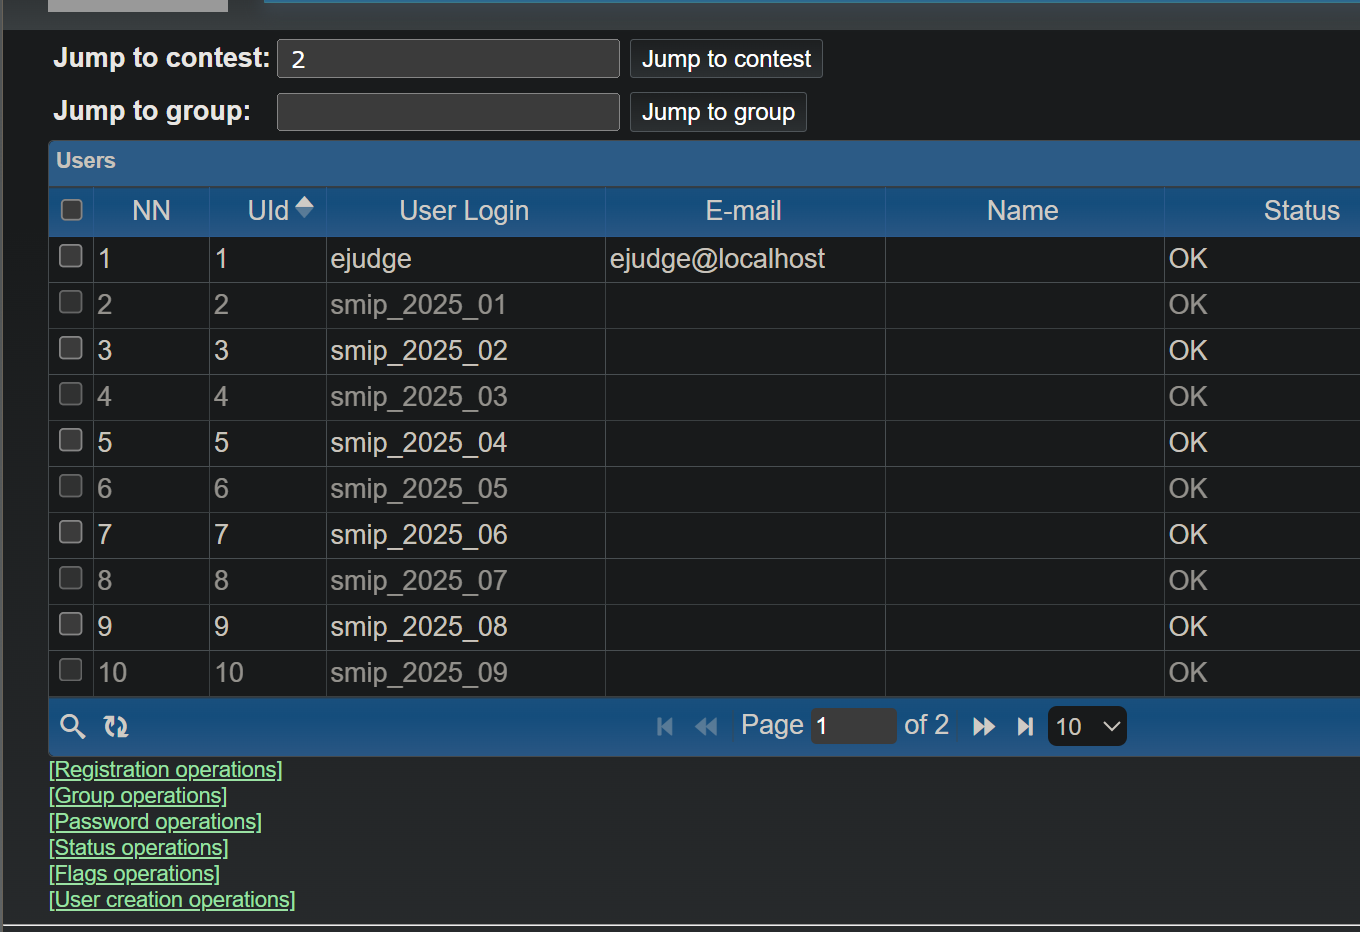 Jump to contest: 2 Jump to contest
Jump to group: Jump to group
Users
NN UId User Login E-mail Name Status
1 1 ejudge ejudge@localhost OK
2 2 smip_2025_01 OK
3 3 smip_2025_02 OK
4 4 smip_2025_03 OK
5 5 smip_2025_04 OK
6 6 smip_2025_05 OK
7 7 smip_2025_06 OK
8 8 smip_2025_07 OK
9 9 smip_2025_08 OK
10 10 smip_2025_09 OK
Page 1 of 2 10
[Registration operations]
[Group operations]
[Password operations]
[Status operations]
[Flags operations]
[User creation operations]